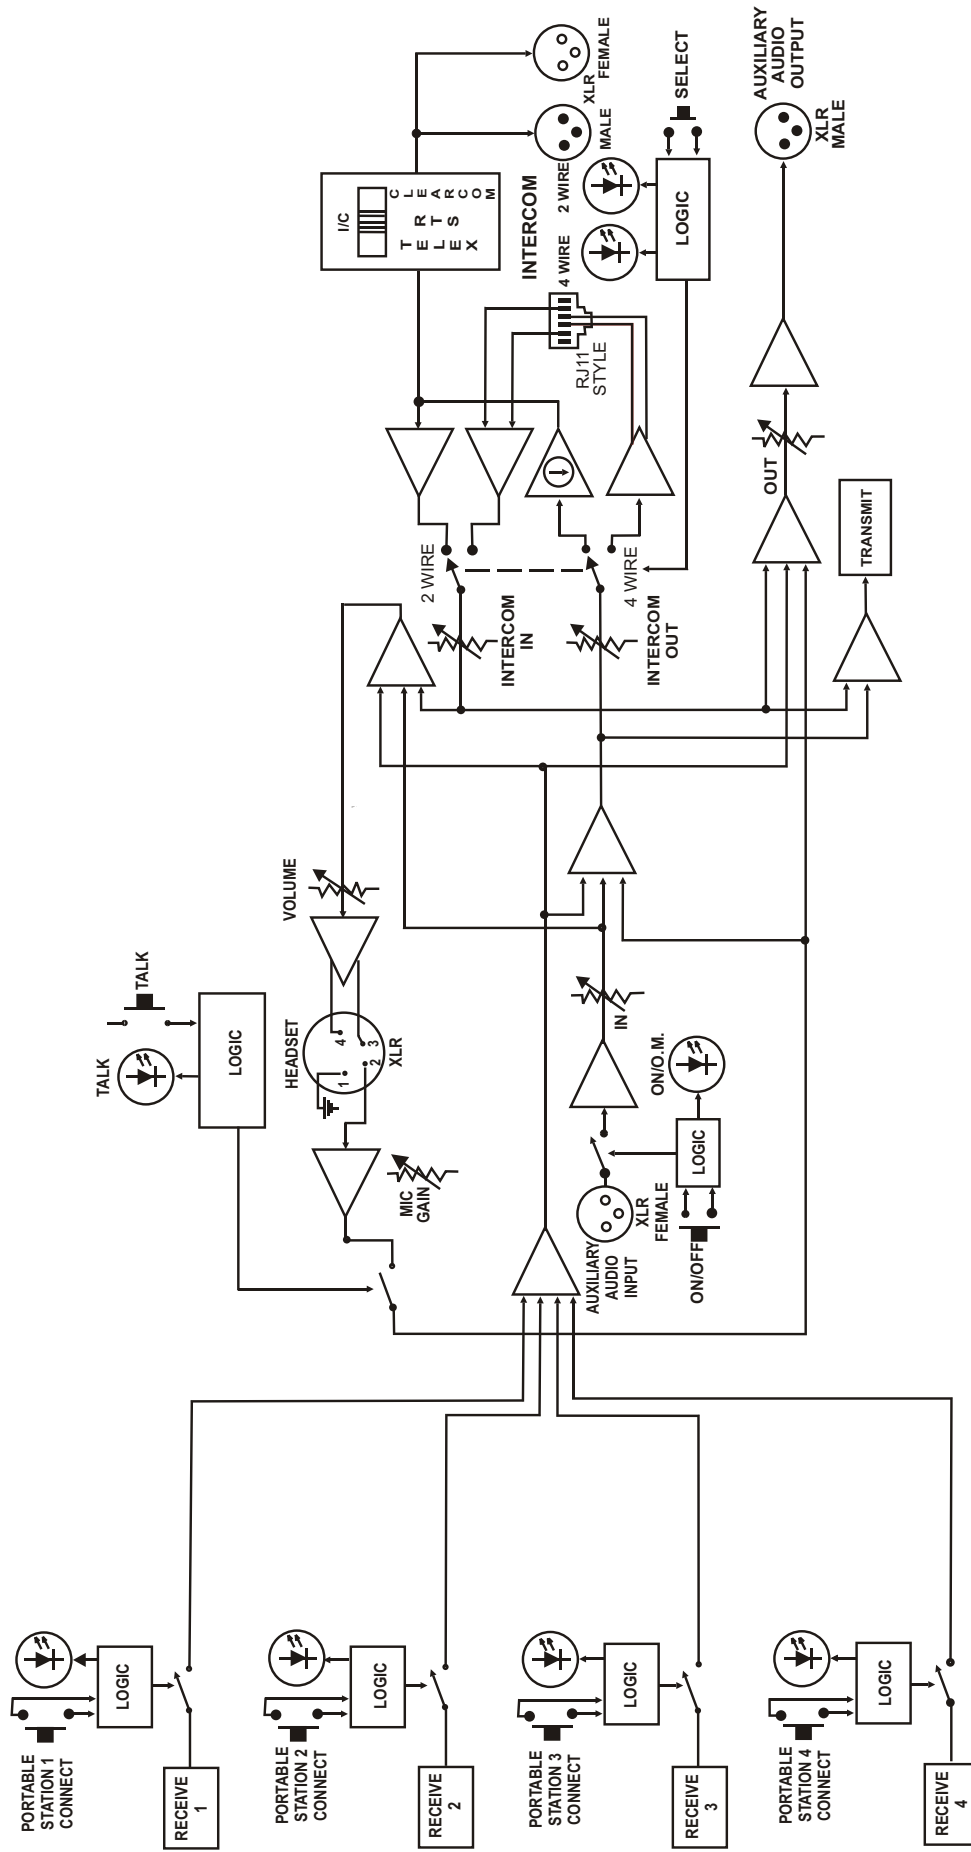 PORTABLE
STATION 1
CONNECT
LOGIC
RECEIVE
1
PORTABLE
STATION 2
CONNECT
LOGIC
RECEIVE
2
PORTABLE
STATION 3
CONNECT
LOGIC
RECEIVE
3
PORTABLE
STATION 4
CONNECT
LOGIC
RECEIVE
4
TALK
TALK
LOGIC
HEADSET
1
2
3
4
XLR
MIC
GAIN
VOLUME
AUXILIARY
AUDIO
INPUT
XLR
FEMALE
ON/OFF
LOGIC
ON/O.M.
IN
2 WIRE
INTERCOM
IN
4 WIRE
INTERCOM
OUT
I/C
CLEARCOM
RTS
TELEX
INTERCOM
RJ11
STYLE
4 WIRE
2 WIRE
MALE
XLR
FEMALE
LOGIC
SELECT
OUT
TRANSMIT
AUXILIARY
AUDIO
OUTPUT
XLR
MALE